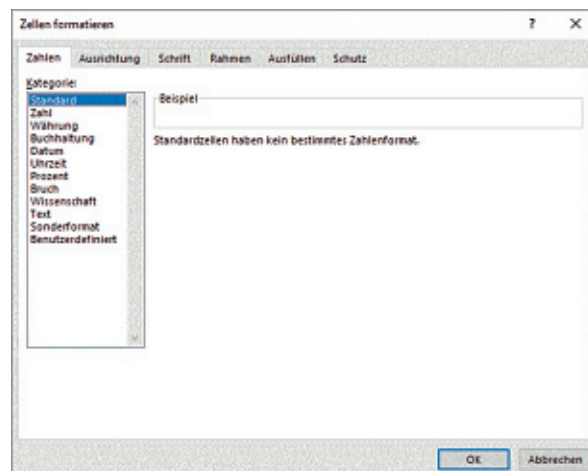 Zellen formatieren
? X
Zahlen Ausrichtung Schrift Rahmen Ausfüllen Schutz
Kategorie:
Standard
Zahl
Währung
Buchhaltung
Datum
Uhrzeit
Prozent
Bruch
Wissenschaft
Text
Sonderformat
Benutzerdefiniert
Beispiel
Standardzellen haben kein bestimmtes Zahlenformat.
OK Abbrechen